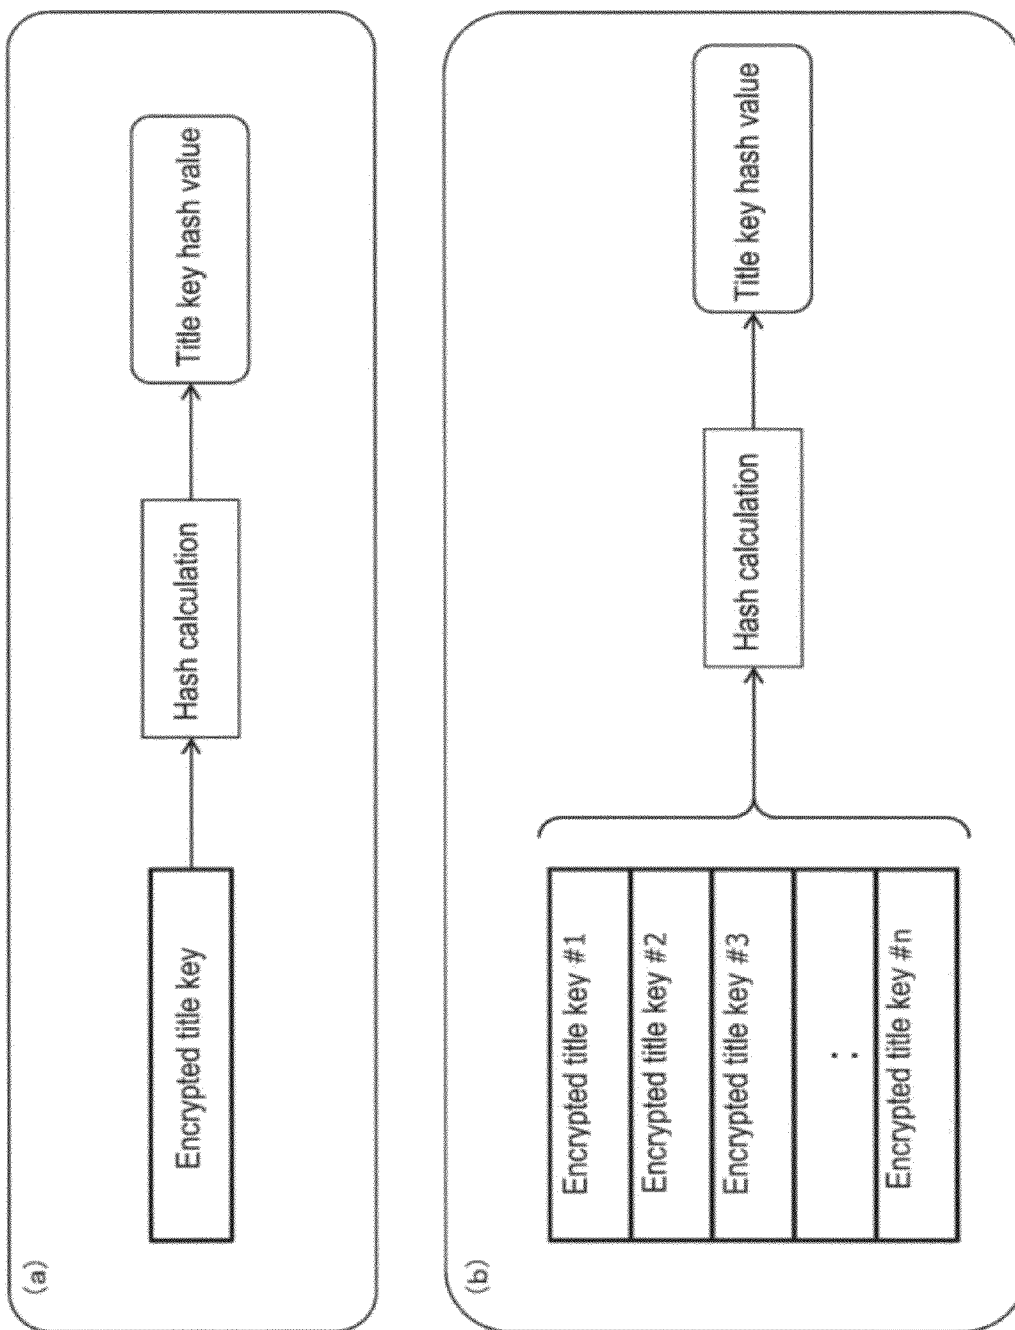 (a)
Encrypted title key
Hash calculation
Title key hash value
(b)
Encrypted title key #1
Encrypted title key #2
Encrypted title key #3
:
Encrypted title key #n
Hash calculation
Title key hash value